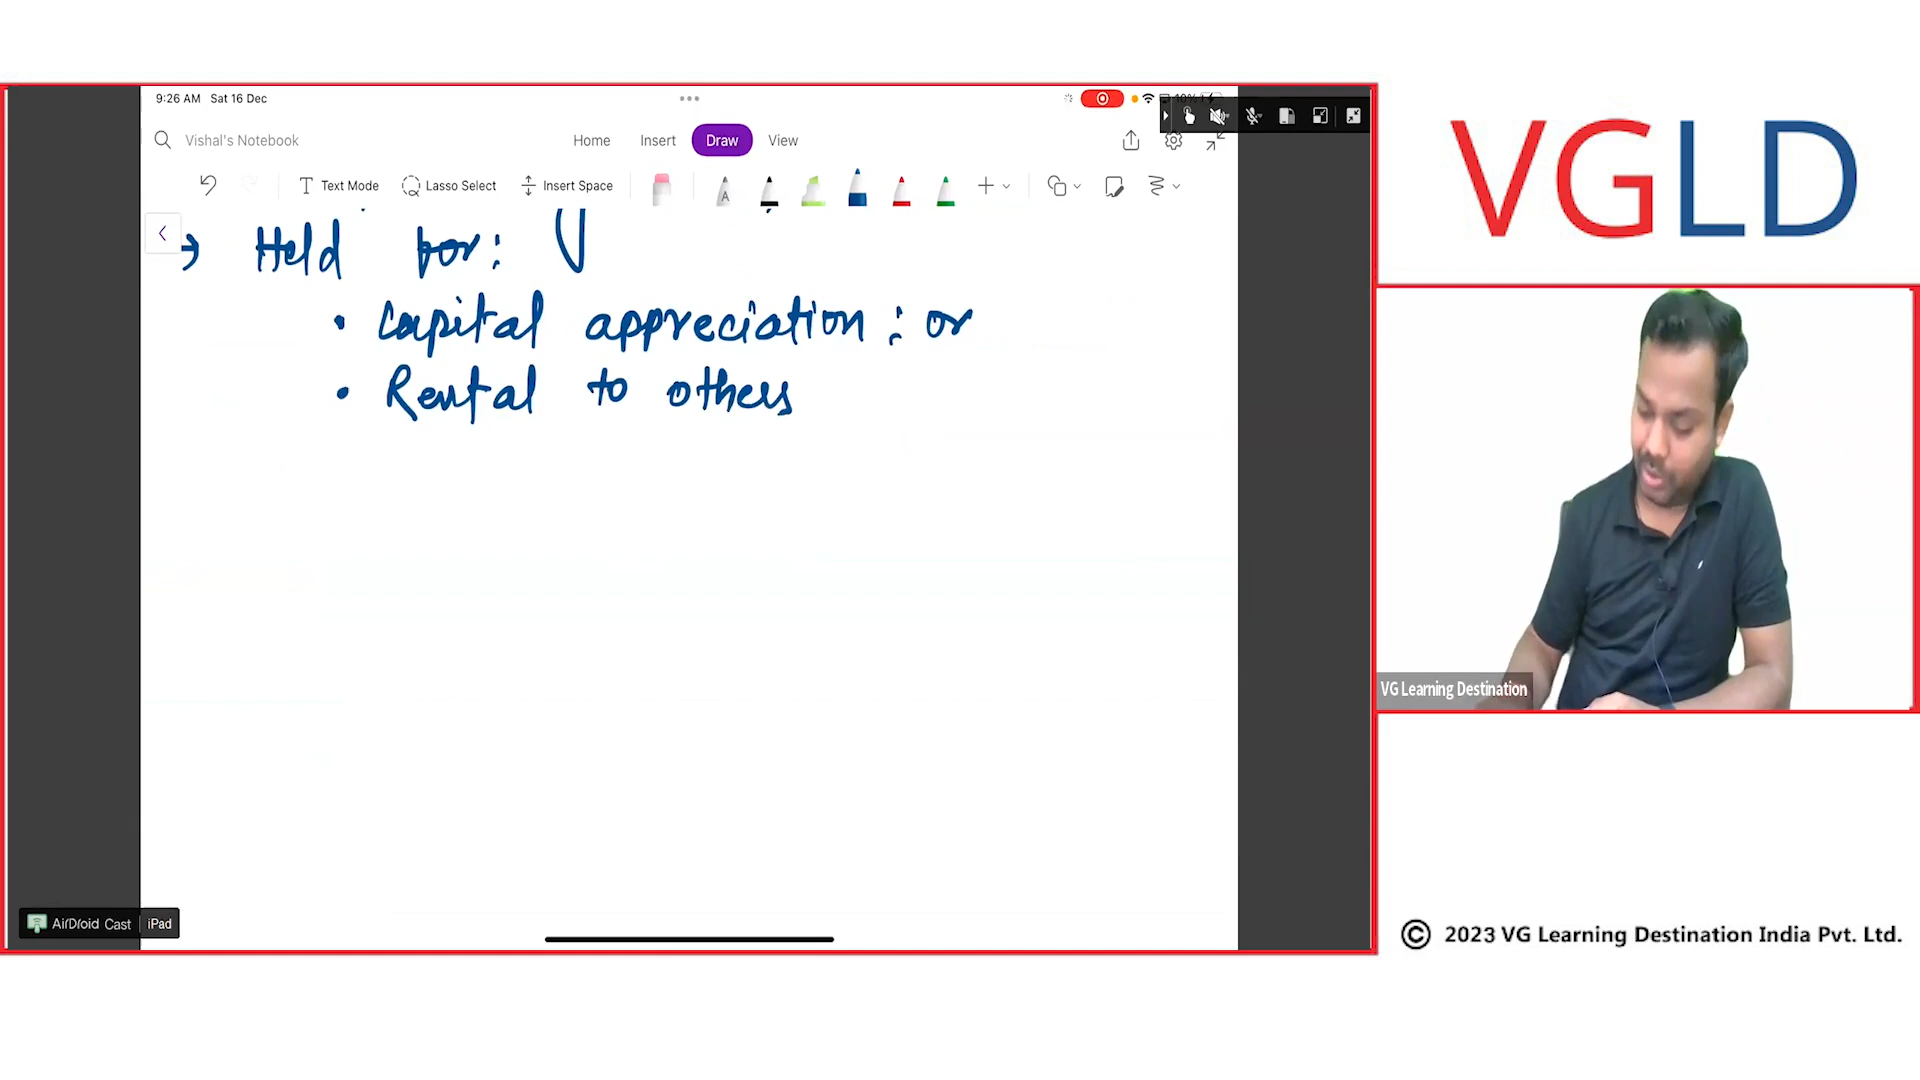 9:26 AM Sat 16 Dec
10%
VGLD
Vishal's Notebook
Home Insert Draw View
Text Mode Lasso Select Insert Space
→ Held for:
• Capital appreciation : or
• Rental to others
VG Learning Destination
AirDroid Cast iPad
© 2023 VG Learning Destination India Pvt. Ltd.